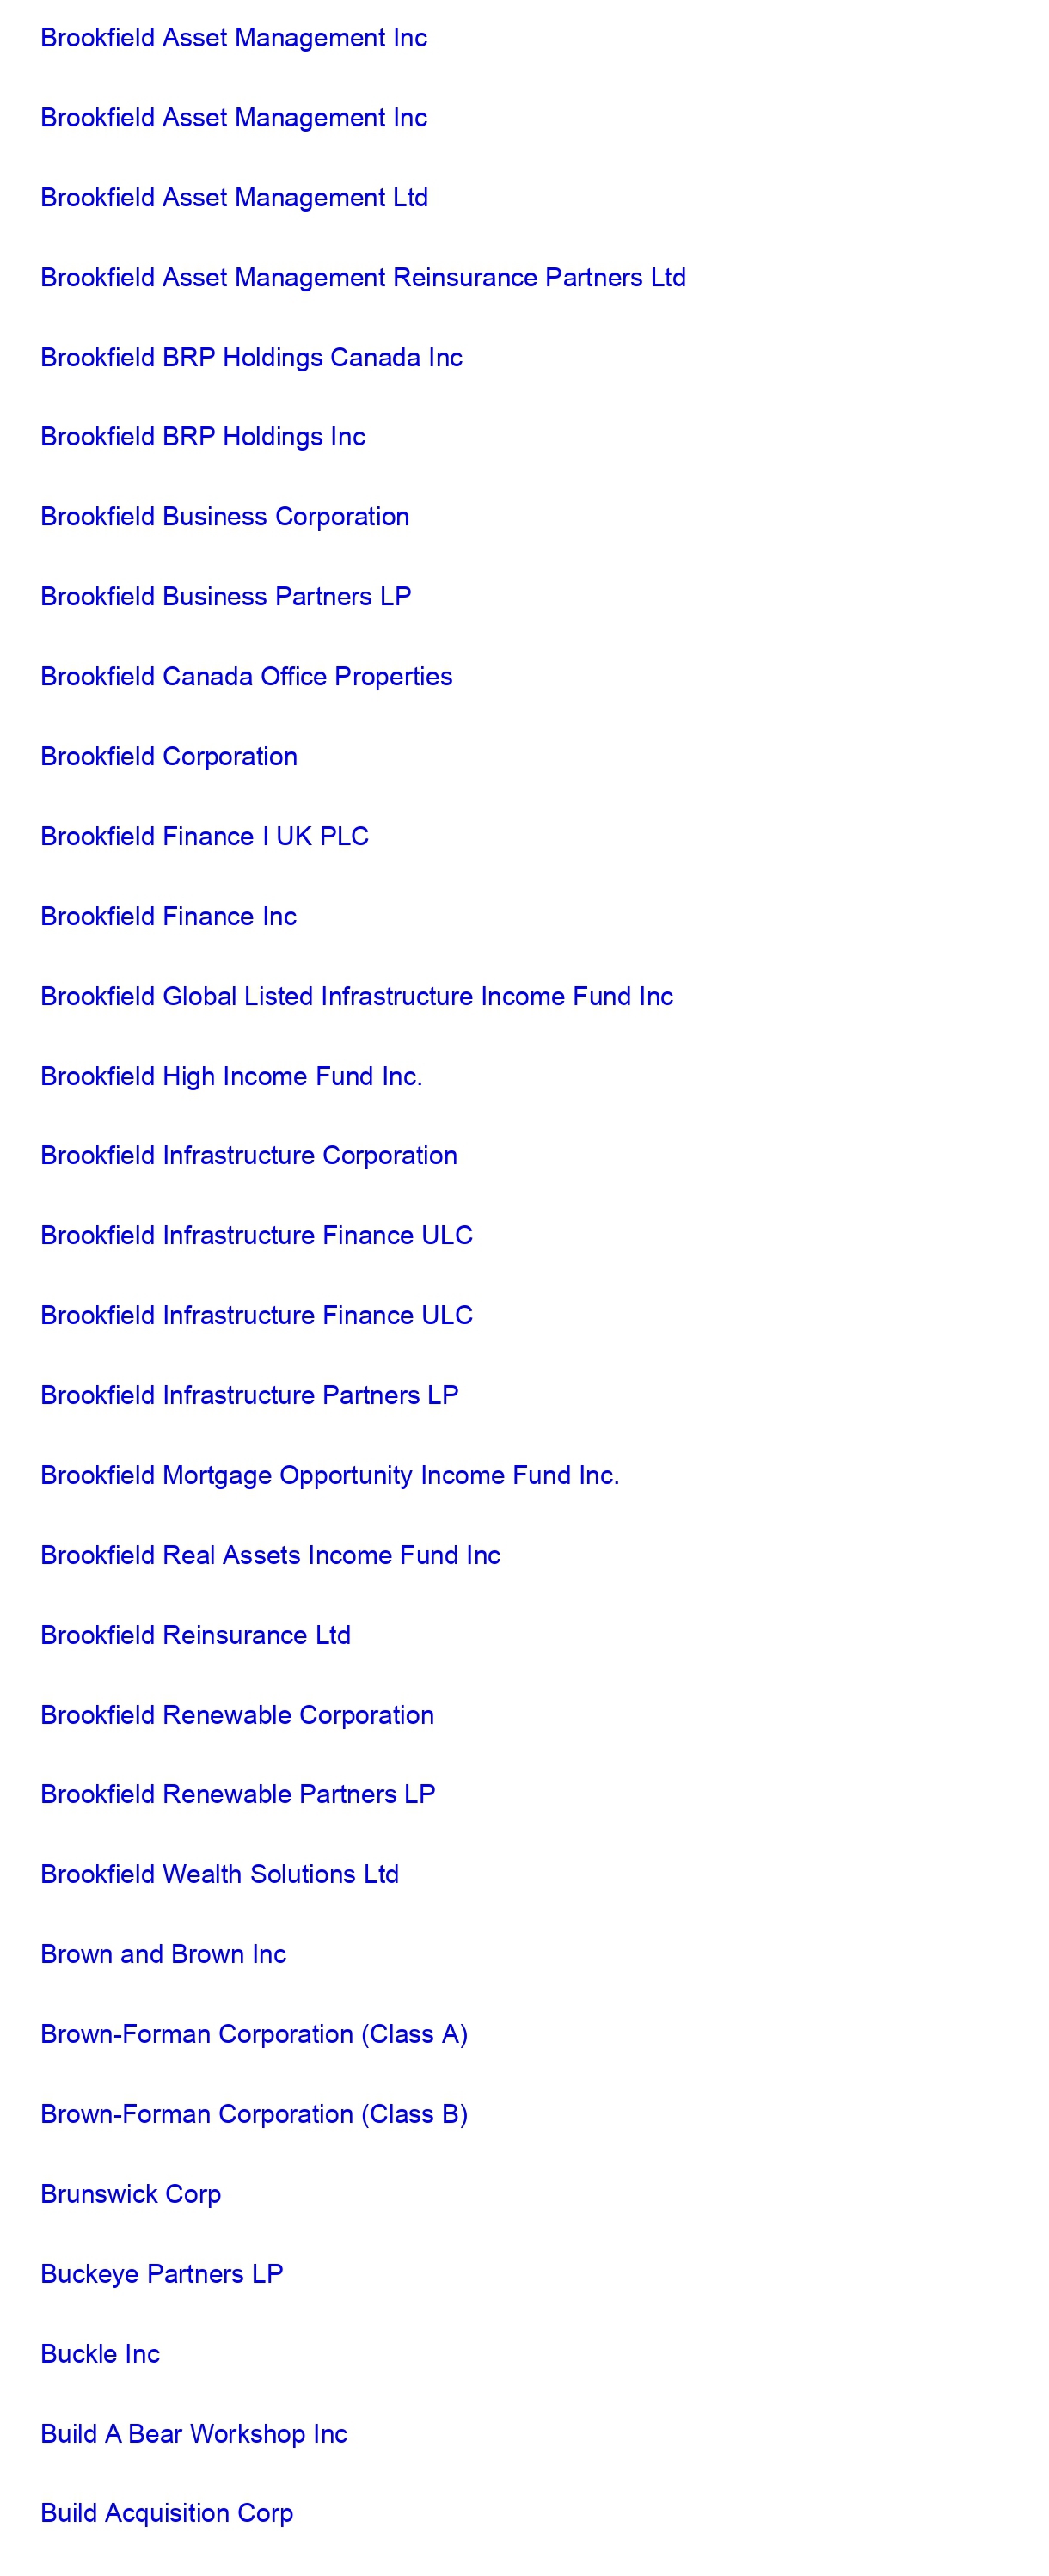 Brookfield Asset Management Inc
Brookfield Asset Management Inc
Brookfield Asset Management Ltd
Brookfield Asset Management Reinsurance Partners Ltd
Brookfield BRP Holdings Canada Inc
Brookfield BRP Holdings Inc
Brookfield Business Corporation
Brookfield Business Partners LP
Brookfield Canada Office Properties
Brookfield Corporation
Brookfield Finance I UK PLC
Brookfield Finance Inc
Brookfield Global Listed Infrastructure Income Fund Inc
Brookfield High Income Fund Inc.
Brookfield Infrastructure Corporation
Brookfield Infrastructure Finance ULC
Brookfield Infrastructure Finance ULC
Brookfield Infrastructure Partners LP
Brookfield Mortgage Opportunity Income Fund Inc.
Brookfield Real Assets Income Fund Inc
Brookfield Reinsurance Ltd
Brookfield Renewable Corporation
Brookfield Renewable Partners LP
Brookfield Wealth Solutions Ltd
Brown and Brown Inc
Brown-Forman Corporation (Class A)
Brown-Forman Corporation (Class B)
Brunswick Corp
Buckeye Partners LP
Buckle Inc
Build A Bear Workshop Inc
Build Acquisition Corp